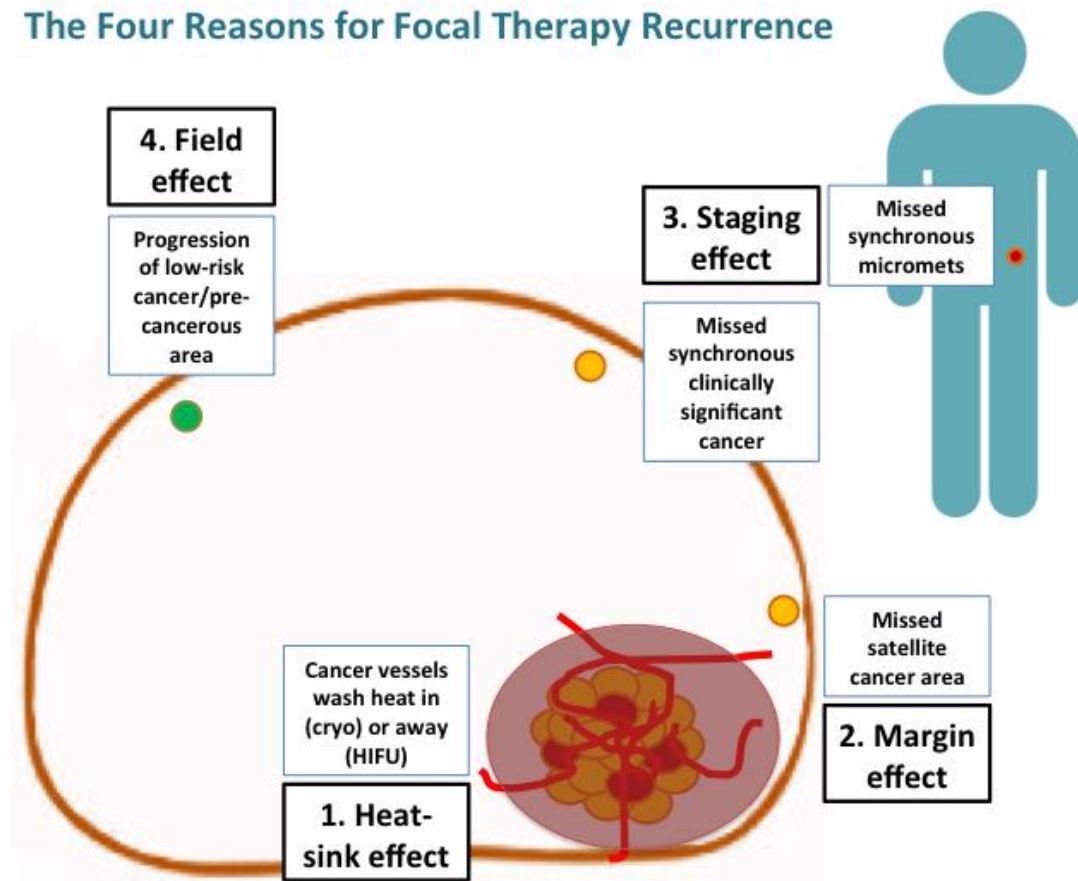 The Four Reasons for Focal Therapy Recurrence
4. Field
effect
Progression
of low-risk
cancer/pre-
cancerous
area
3. Staging
effect
Missed
synchronous
micromets
Missed
synchronous
clinically
significant
cancer
Missed
satellite
cancer area
2. Margin
effect
Cancer vessels
wash heat in
(cryo) or away
(HIFU)
1. Heat-
sink effect